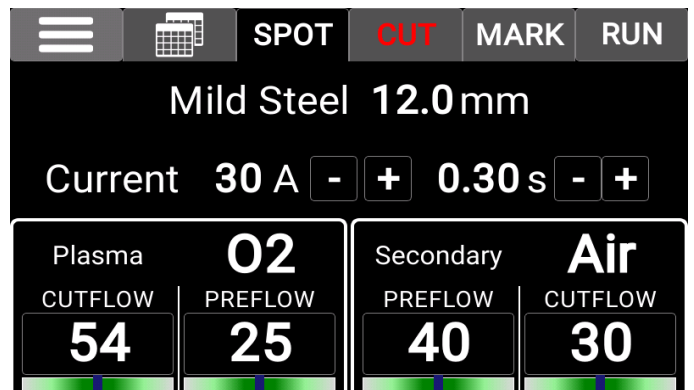 SPOT CUT MARK RUN
Mild Steel 12.0 mm
Current 30 A - + 0.30 s - +
Plasma O2 Secondary Air
CUTFLOW PREFLOW PREFLOW CUTFLOW
54 25 40 30